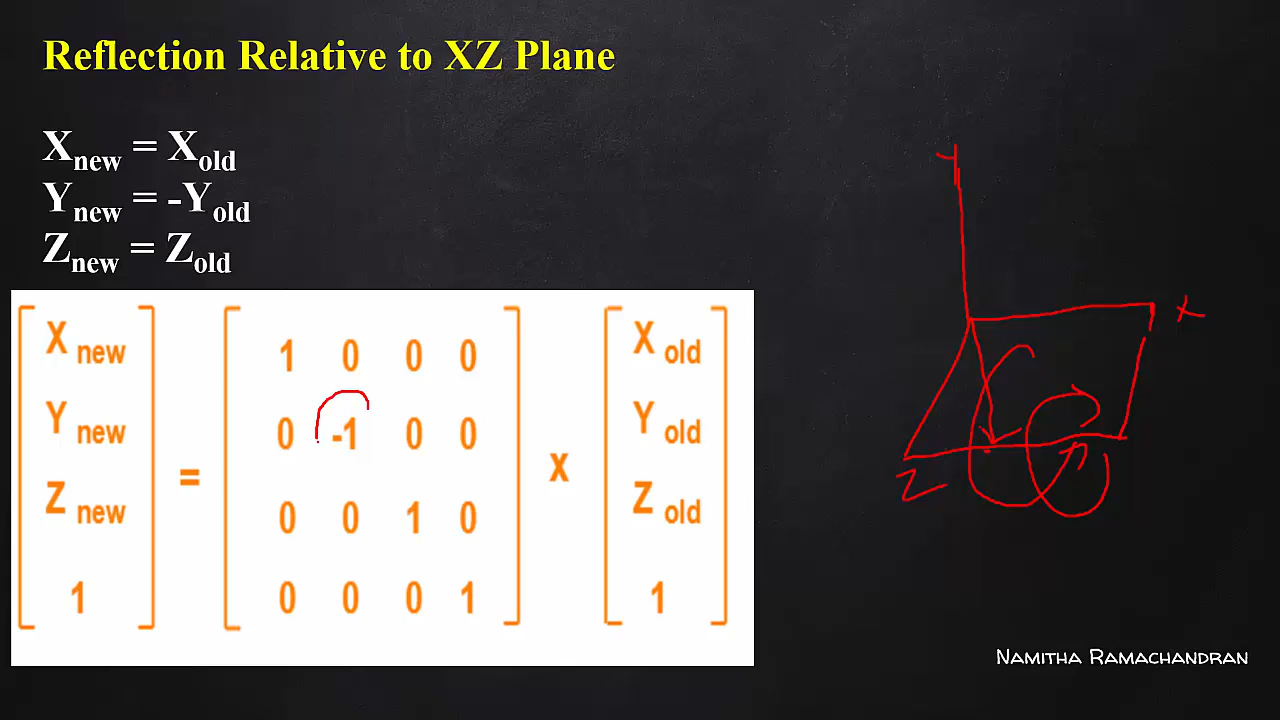 Reflection Relative to XZ Plane
Xnew = Xold
Ynew = -Yold
Znew = Zold
X new 1 0 0 0 X old
Y new 0 -1 0 0 Y old
= X
Z new 0 0 1 0 Z old
1 0 0 0 1 1
Y
X
Z
Namitha Ramachandran